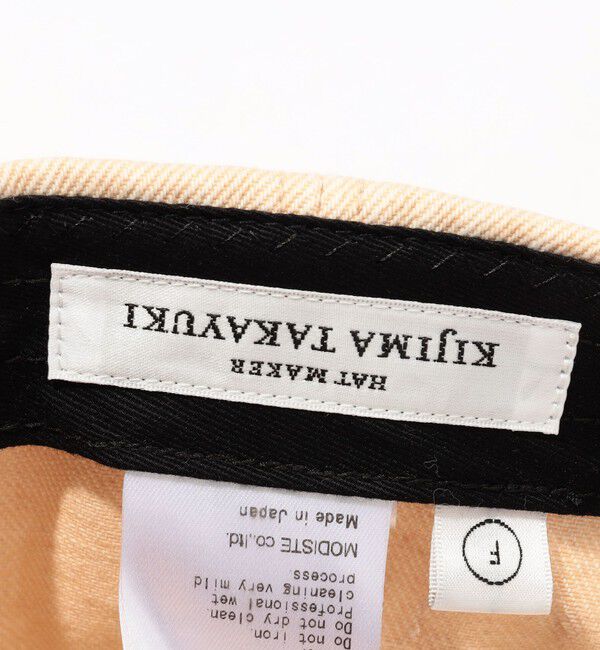 HAT MAKER
KIJIMA TAKAYUKI
F
Do not iron.
Do not dry clean.
Professional wet
cleaning very mild
process
MODISTE co.,ltd.
Made in Japan